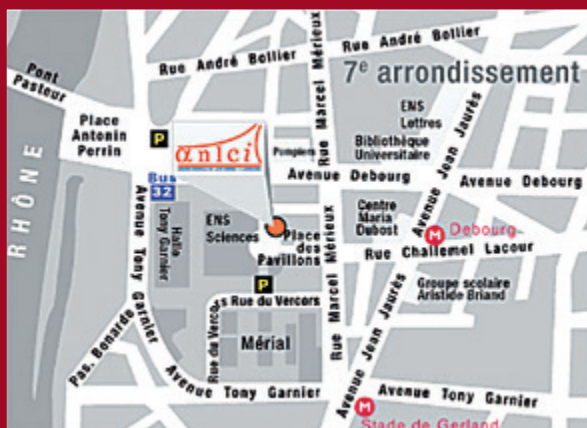 Rue André Bollier
Rue André Bollier
7e arrondissement
Pont
Pasteur
Place
Antonin
Perrin
P
anlci
ENS
Lettres
Rue Marcel Mérieux
Pompiers
Bibliothèque
Universitaire
Avenue Jean Jaurès
RHÔNE
Bus
32
Avenue Debourg
Avenue Debourg
Avenue Tony Garnier
Halle
Tony Garnier
ENS
Sciences
Place
des
Pavillons
Centre
Maria
Dubost
M Debourg
Rue Challemel Lacour
P
Rue du Vercors
Rue du Vercors
Rue Marcel Mérieux
Groupe scolaire
Aristide Briand
Avenue Jean Jaurès
Pas. Bonarde
Mérial
Avenue Tony Garnier
Avenue Tony Garnier
M
Stade de Gerland